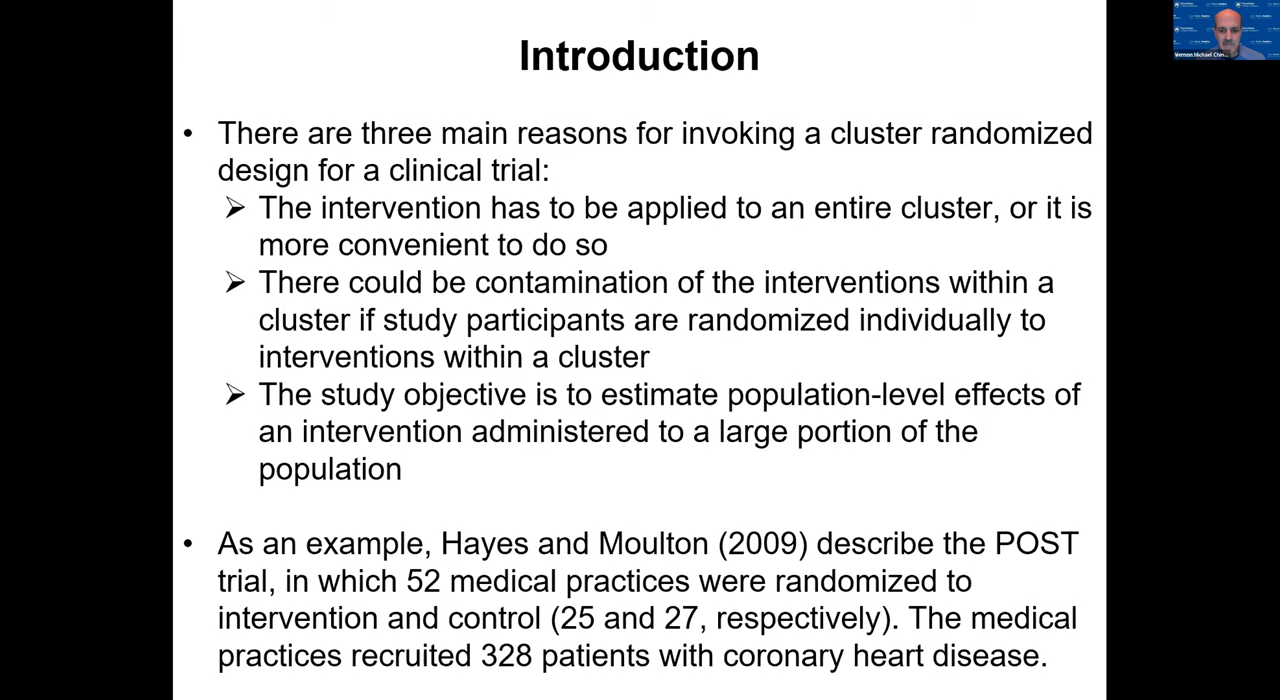 Introduction
• There are three main reasons for invoking a cluster randomized
design for a clinical trial:
➢ The intervention has to be applied to an entire cluster, or it is
more convenient to do so
➢ There could be contamination of the interventions within a
cluster if study participants are randomized individually to
interventions within a cluster
➢ The study objective is to estimate population-level effects of
an intervention administered to a large portion of the
population
• As an example, Hayes and Moulton (2009) describe the POST
trial, in which 52 medical practices were randomized to
intervention and control (25 and 27, respectively). The medical
practices recruited 328 patients with coronary heart disease.
Vernon Michael